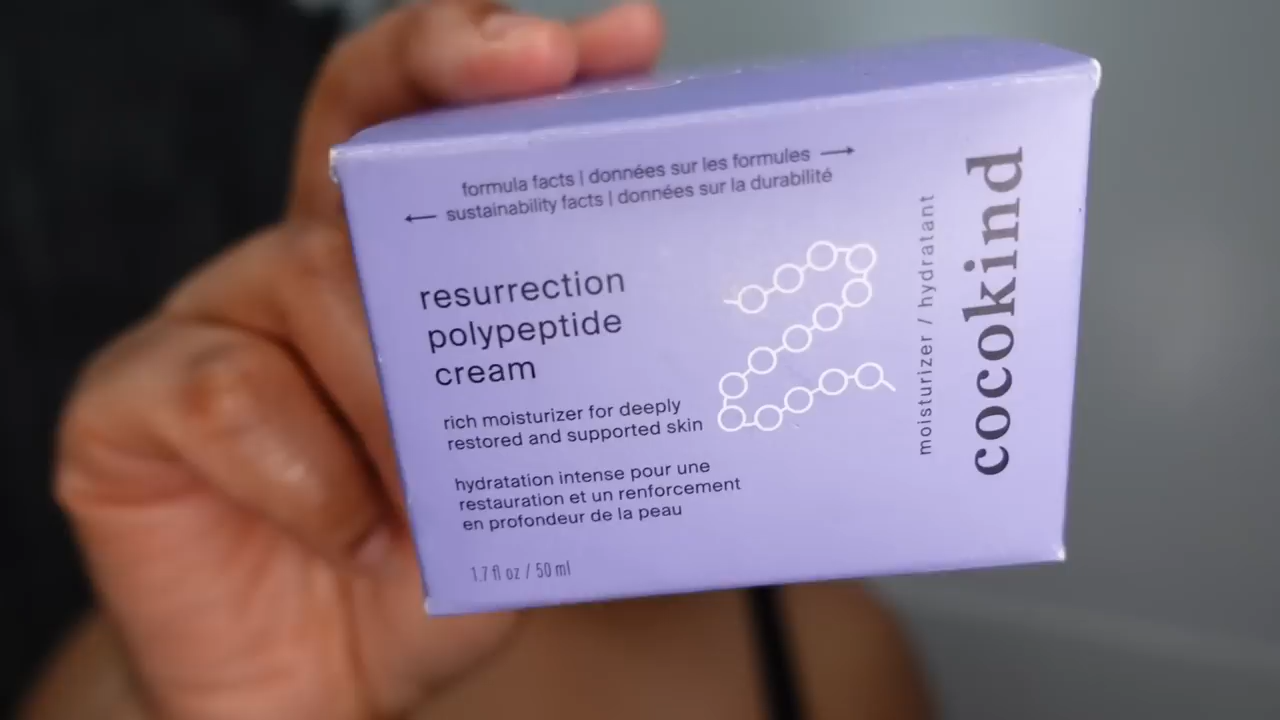 formula facts | données sur les formules →
← sustainability facts | données sur la durabilité
resurrection
polypeptide
cream
rich moisturizer for deeply
restored and supported skin
hydratation intense pour une
restauration et un renforcement
en profondeur de la peau
1.7 fl oz / 50 ml
moisturizer / hydratant
cocokind